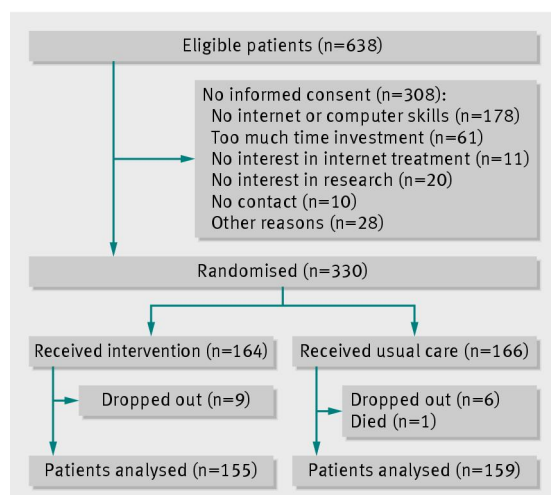 Eligible patients (n=638)
No informed consent (n=308):
No internet or computer skills (n=178)
Too much time investment (n=61)
No interest in internet treatment (n=11)
No interest in research (n=20)
No contact (n=10)
Other reasons (n=28)
Randomised (n=330)
Received intervention (n=164)
Received usual care (n=166)
Dropped out (n=9)
Dropped out (n=6)
Died (n=1)
Patients analysed (n=155)
Patients analysed (n=159)